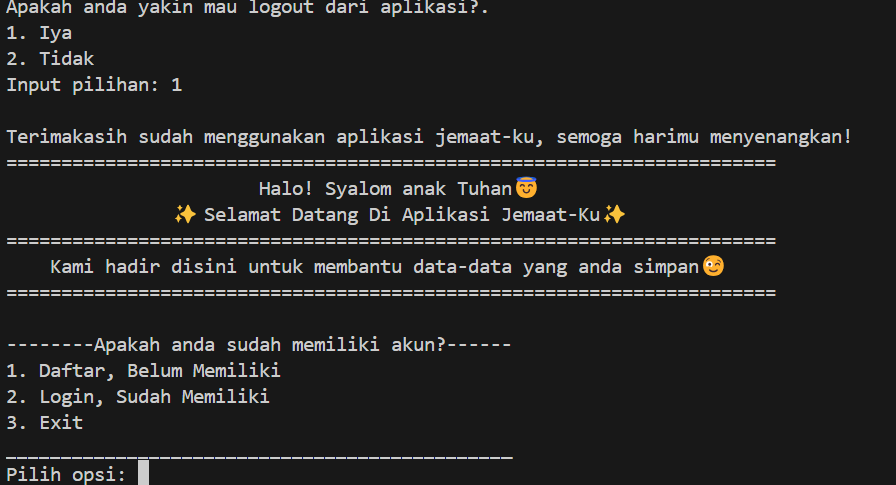 Apakah anda yakin mau logout dari aplikasi?.
1. Iya
2. Tidak
Input pilihan: 1
Terimakasih sudah menggunakan aplikasi jemaat-ku, semoga harimu menyenangkan!
======================================================================
Halo! Syalom anak Tuhan😇
✨ Selamat Datang Di Aplikasi Jemaat-Ku✨
======================================================================
Kami hadir disini untuk membantu data-data yang anda simpan😉
======================================================================
--------Apakah anda sudah memiliki akun?------
1. Daftar, Belum Memiliki
2. Login, Sudah Memiliki
3. Exit
______________________________________________
Pilih opsi: